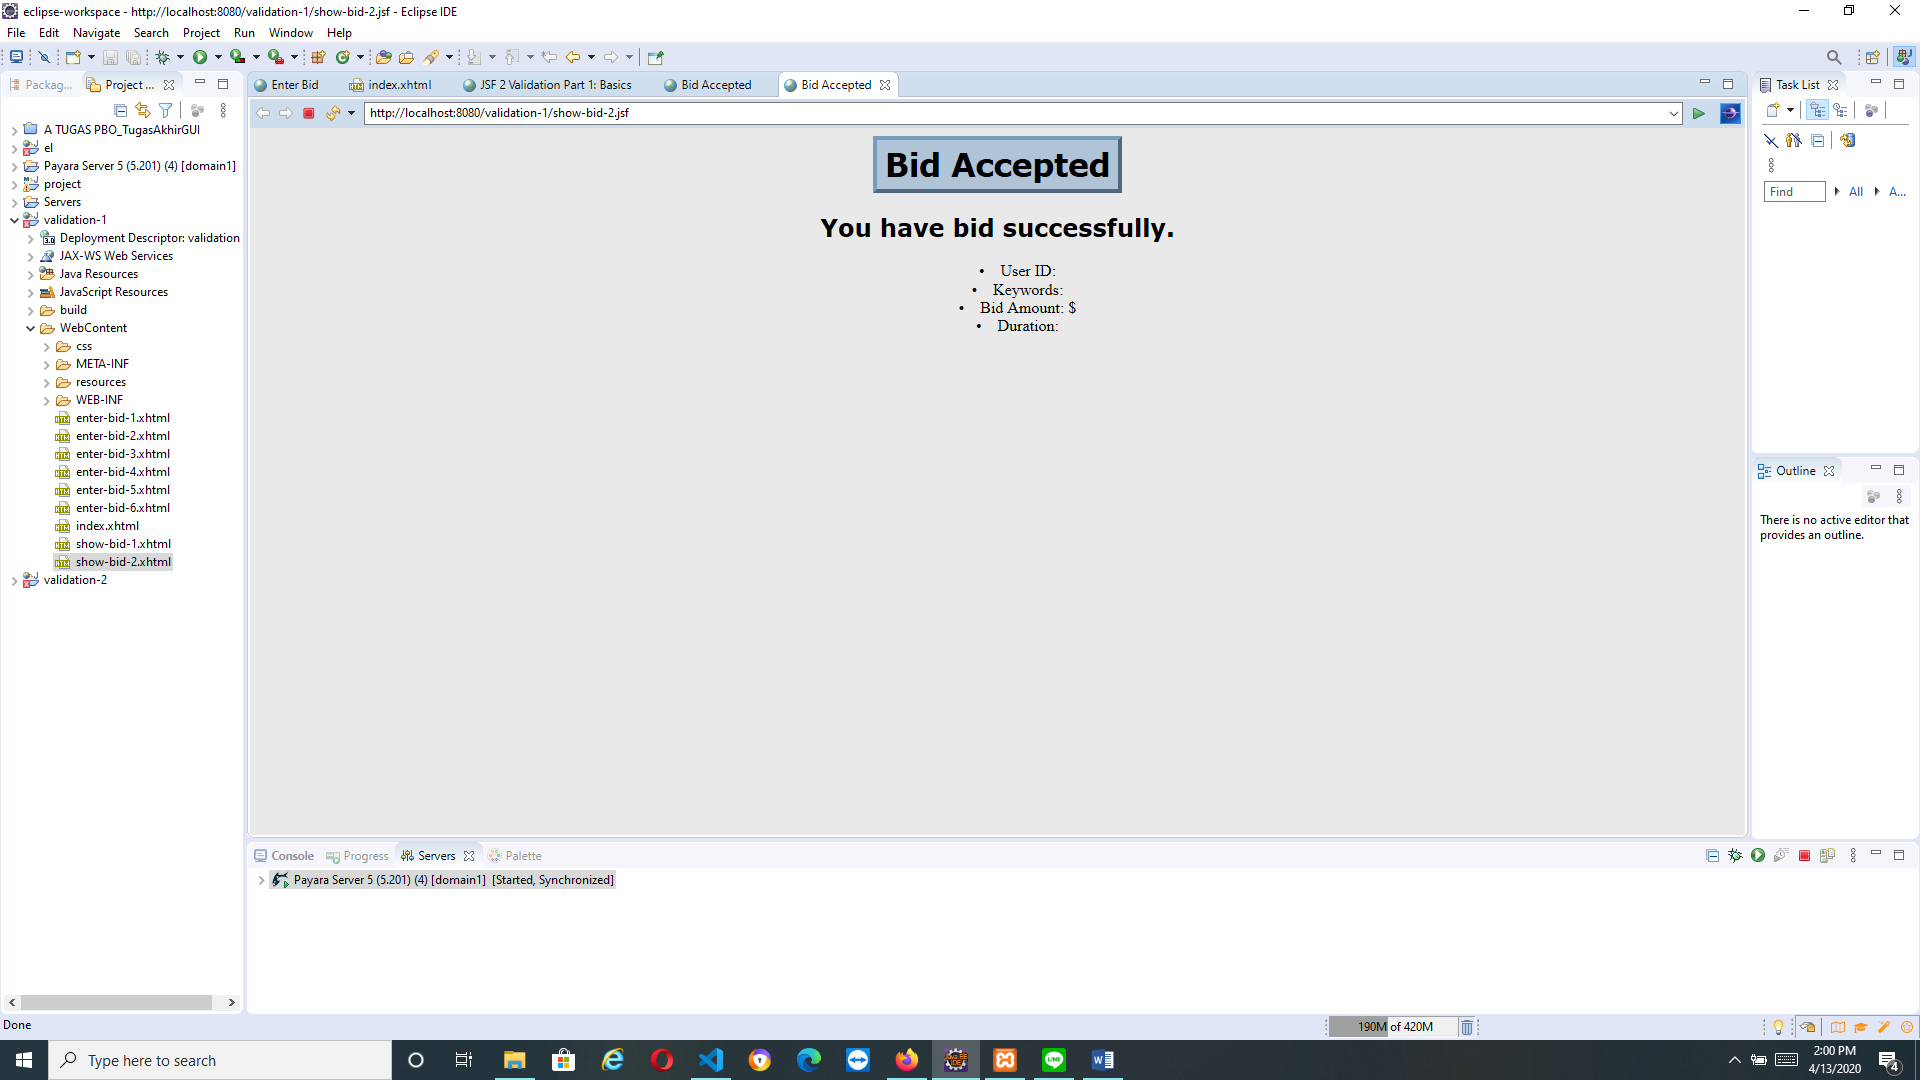 eclipse-workspace - http://localhost:8080/validation-1/show-bid-2.jsf - Eclipse IDE
File Edit Navigate Search Project Run Window Help
Packag... Project ...
A TUGAS PBO_TugasAkhirGUI
el
Payara Server 5 (5.201) (4) [domain1]
project
Servers
validation-1
Deployment Descriptor: validation
JAX-WS Web Services
Java Resources
JavaScript Resources
build
WebContent
css
META-INF
resources
WEB-INF
enter-bid-1.xhtml
enter-bid-2.xhtml
enter-bid-3.xhtml
enter-bid-4.xhtml
enter-bid-5.xhtml
enter-bid-6.xhtml
index.xhtml
show-bid-1.xhtml
show-bid-2.xhtml
validation-2
Enter Bid index.xhtml JSF 2 Validation Part 1: Basics Bid Accepted Bid Accepted
http://localhost:8080/validation-1/show-bid-2.jsf
Bid Accepted
You have bid successfully.
• User ID:
• Keywords:
• Bid Amount: $
• Duration:
Console Progress Servers Palette
Payara Server 5 (5.201) (4) [domain1] [Started, Synchronized]
Task List
Find All A...
Outline
There is no active editor that
provides an outline.
Done
190M of 420M
Type here to search
2:00 PM
4/13/2020
4